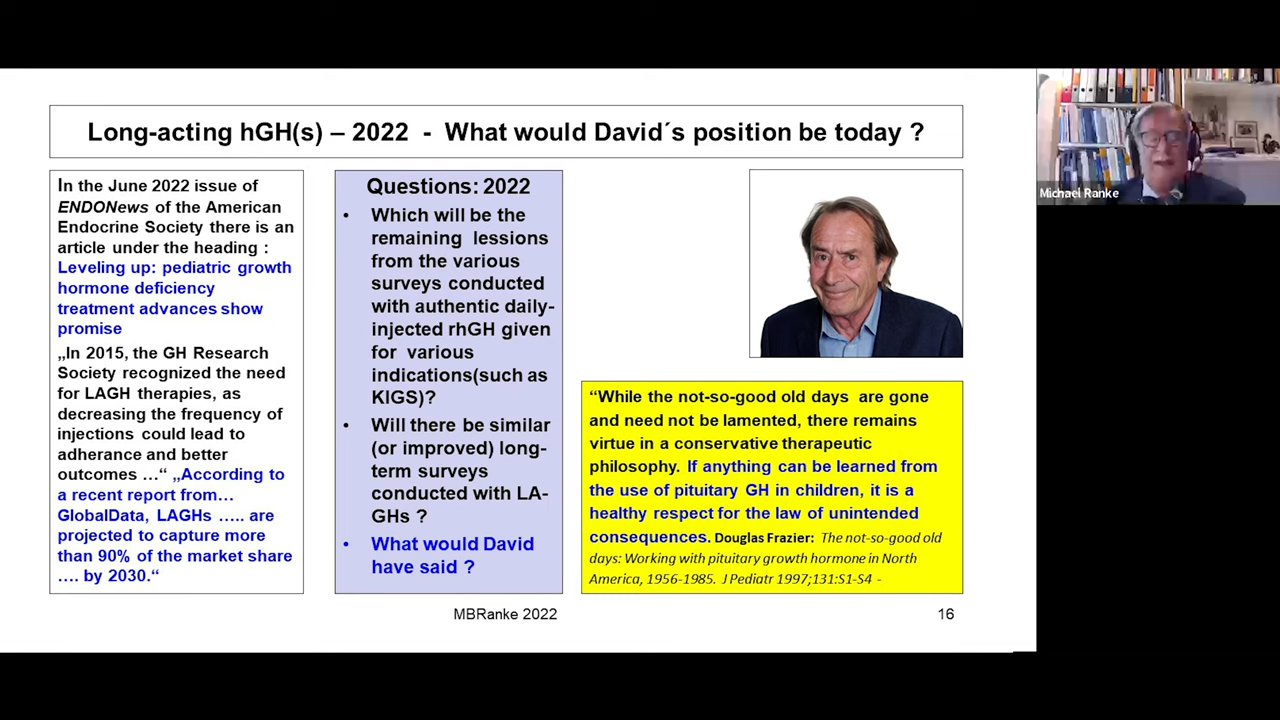 Long-acting hGH(s) – 2022 - What would David´s position be today ?
In the June 2022 issue of
ENDONews of the American
Endocrine Society there is an
article under the heading :
Leveling up: pediatric growth
hormone deficiency
treatment advances show
promise
„In 2015, the GH Research
Society recognized the need
for LAGH therapies, as
decreasing the frequency of
injections could lead to
adherance and better
outcomes …“ „According to
a recent report from…
GlobalData, LAGHs ….. are
projected to capture more
than 90% of the market share
…. by 2030.“
Questions: 2022
• Which will be the
remaining lessions
from the various
surveys conducted
with authentic daily-
injected rhGH given
for various
indications(such as
KIGS)?
• Will there be similar
(or improved) long-
term surveys
conducted with LA-
GHs ?
• What would David
have said ?
“While the not-so-good old days are gone
and need not be lamented, there remains
virtue in a conservative therapeutic
philosophy. If anything can be learned from
the use of pituitary GH in children, it is a
healthy respect for the law of unintended
consequences. Douglas Frazier: The not-so-good old
days: Working with pituitary growth hormone in North
America, 1956-1985. J Pediatr 1997;131:S1-S4 -
MBRanke 2022
16
Michael Ranke